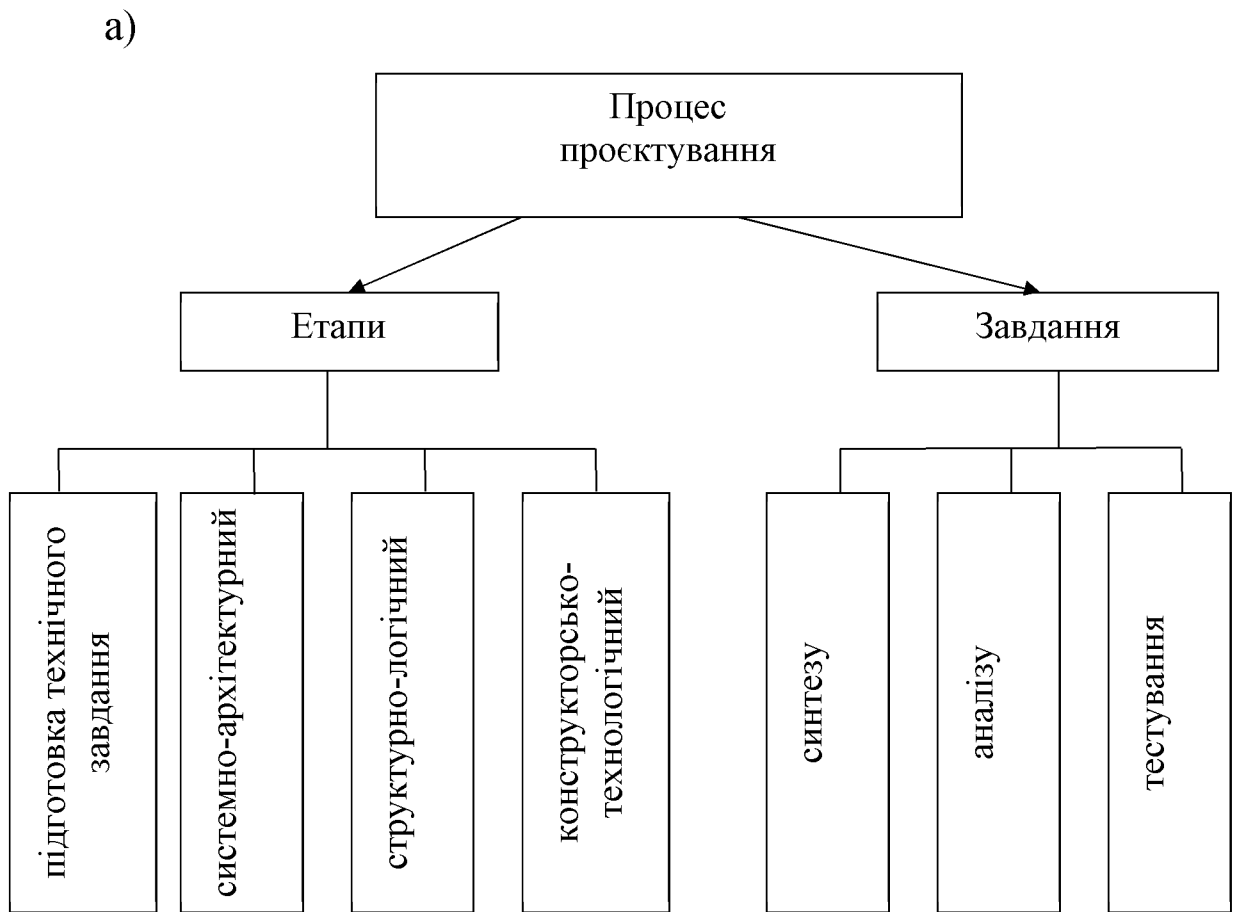 а)
Процес
проєктування
Етапи
Завдання
підготовка технічного
завдання
системно-архітектурний
структурно-логічний
конструкторсько-
технологічний
синтезу
аналізу
тестування